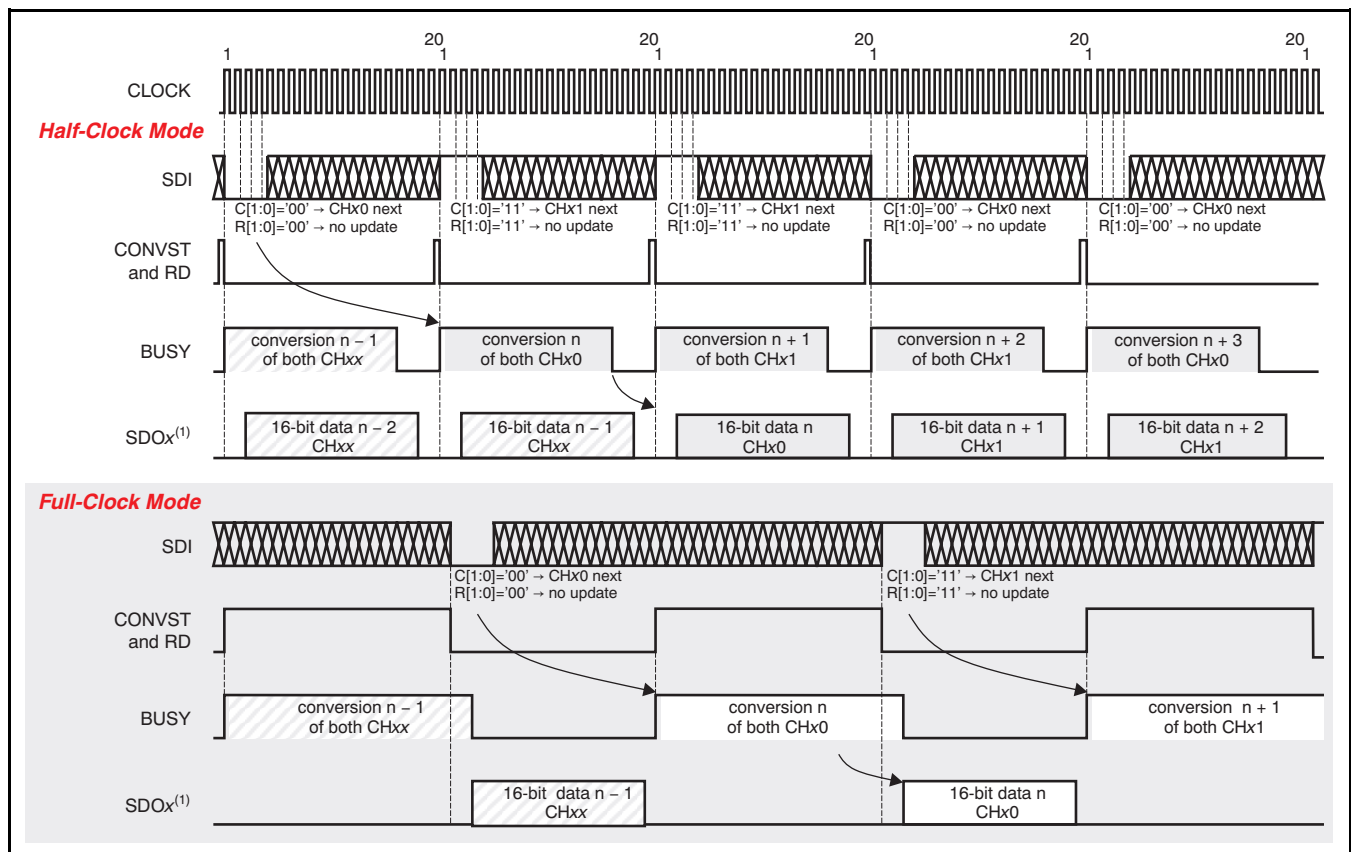 20 20 20 20 20
1 1 1 1 1 1
CLOCK
Half-Clock Mode
SDI
C[1:0]='00' → CHx0 next
R[1:0]='00' → no update
C[1:0]='11' → CHx1 next
R[1:0]='11' → no update
C[1:0]='11' → CHx1 next
R[1:0]='11' → no update
C[1:0]='00' → CHx0 next
R[1:0]='00' → no update
C[1:0]='00' → CHx0 next
R[1:0]='00' → no update
CONVST
and RD
BUSY
conversion n − 1
of both CHxx
conversion n
of both CHx0
conversion n + 1
of both CHx1
conversion n + 2
of both CHx1
conversion n + 3
of both CHx0
SDOx(1)
16-bit data n − 2
CHxx
16-bit data n − 1
CHxx
16-bit data n
CHx0
16-bit data n + 1
CHx1
16-bit data n + 2
CHx1
Full-Clock Mode
SDI
C[1:0]='00' → CHx0 next
R[1:0]='00' → no update
C[1:0]='11' → CHx1 next
R[1:0]='11' → no update
CONVST
and RD
BUSY
conversion n − 1
of both CHxx
conversion n
of both CHx0
conversion n + 1
of both CHx1
SDOx(1)
16-bit data n − 1
CHxx
16-bit data n
CHx0